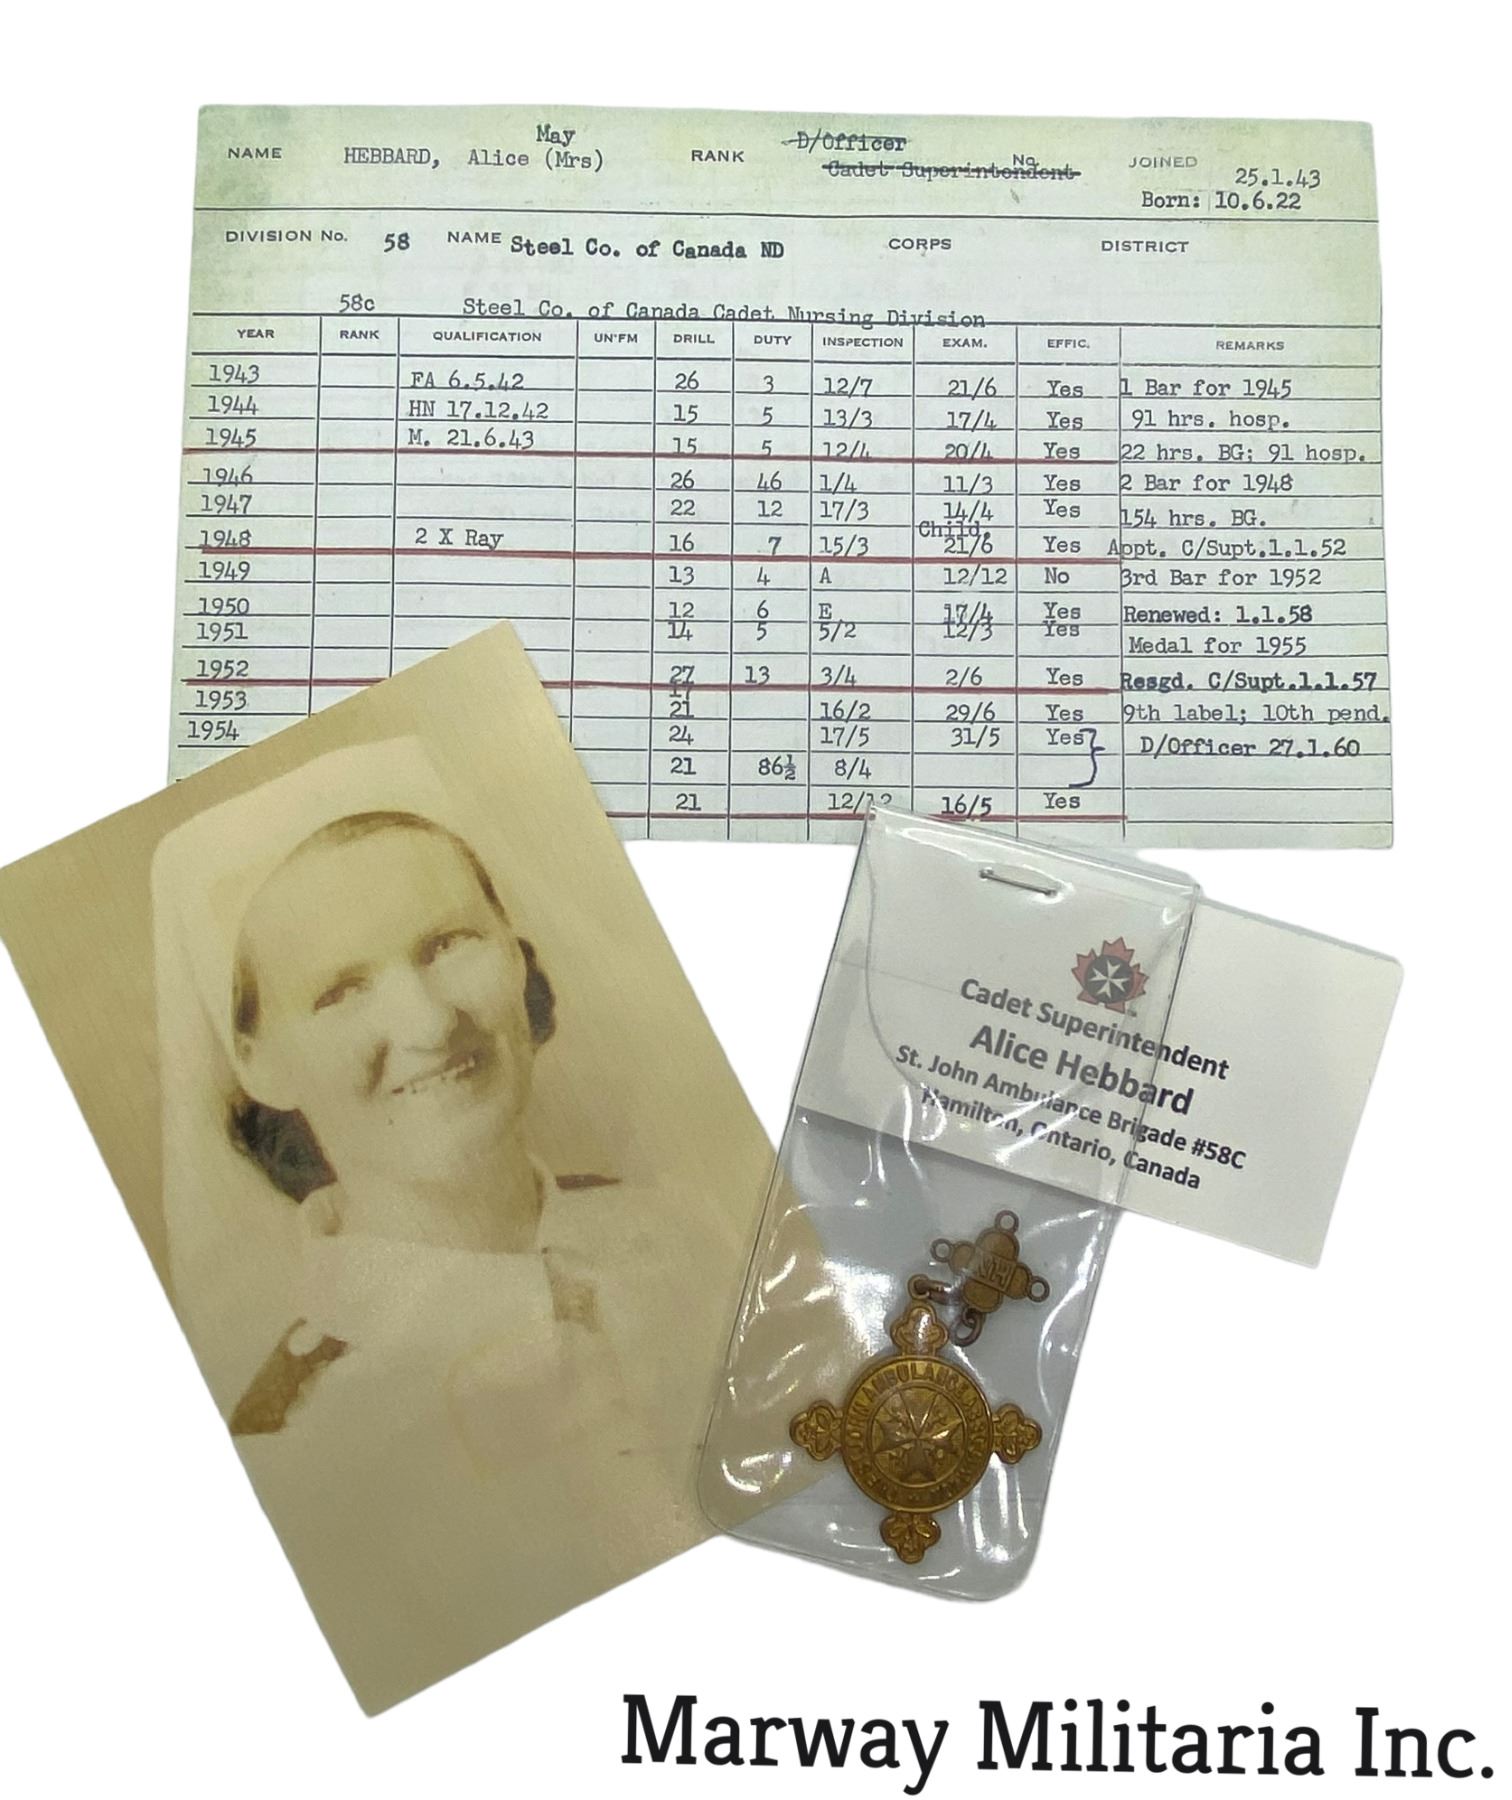 May
NAME HEBBARD, Alice (Mrs) RANK D/Officer
Cadet Superintendent No. JOINED 25.1.43
Born: 10.6.22
DIVISION No. 58 NAME Steel Co. of Canada ND CORPS DISTRICT
58c Steel Co. of Canada Cadet Nursing Division
YEAR RANK QUALIFICATION UN'FM DRILL DUTY INSPECTION EXAM. EFFIC. REMARKS
1943 FA 6.5.42 26 3 12/7 21/6 Yes 1 Bar for 1945
1944 HN 17.12.42 15 5 13/3 17/4 Yes 91 hrs. hosp.
1945 M. 21.6.43 15 5 12/4 20/4 Yes 22 hrs. BG; 91 hosp.
1946 26 46 1/4 11/3 Yes 2 Bar for 1948
1947 22 12 17/3 14/4 Yes 154 hrs. BG.
Child.
1948 2 X Ray 16 7 15/3 21/6 Yes Appt. C/Supt.1.1.52
1949 13 4 A 12/12 No 3rd Bar for 1952
1950 12 6 E 17/4 Yes Renewed: 1.1.58
1951 14 5 5/2 12/3 Yes Medal for 1955
1952 27 13 3/4 2/6 Yes Resgd. C/Supt.1.1.57
17
1953 21 16/2 29/6 Yes 9th label; 10th pend.
1954 24 17/5 31/5 Yes D/Officer 27.1.60
21 86½ 8/4
21 12/12 16/5 Yes
Cadet Superintendent
Alice Hebbard
St. John Ambulance Brigade #58C
Hamilton, Ontario, Canada
HN
Marway Militaria Inc.